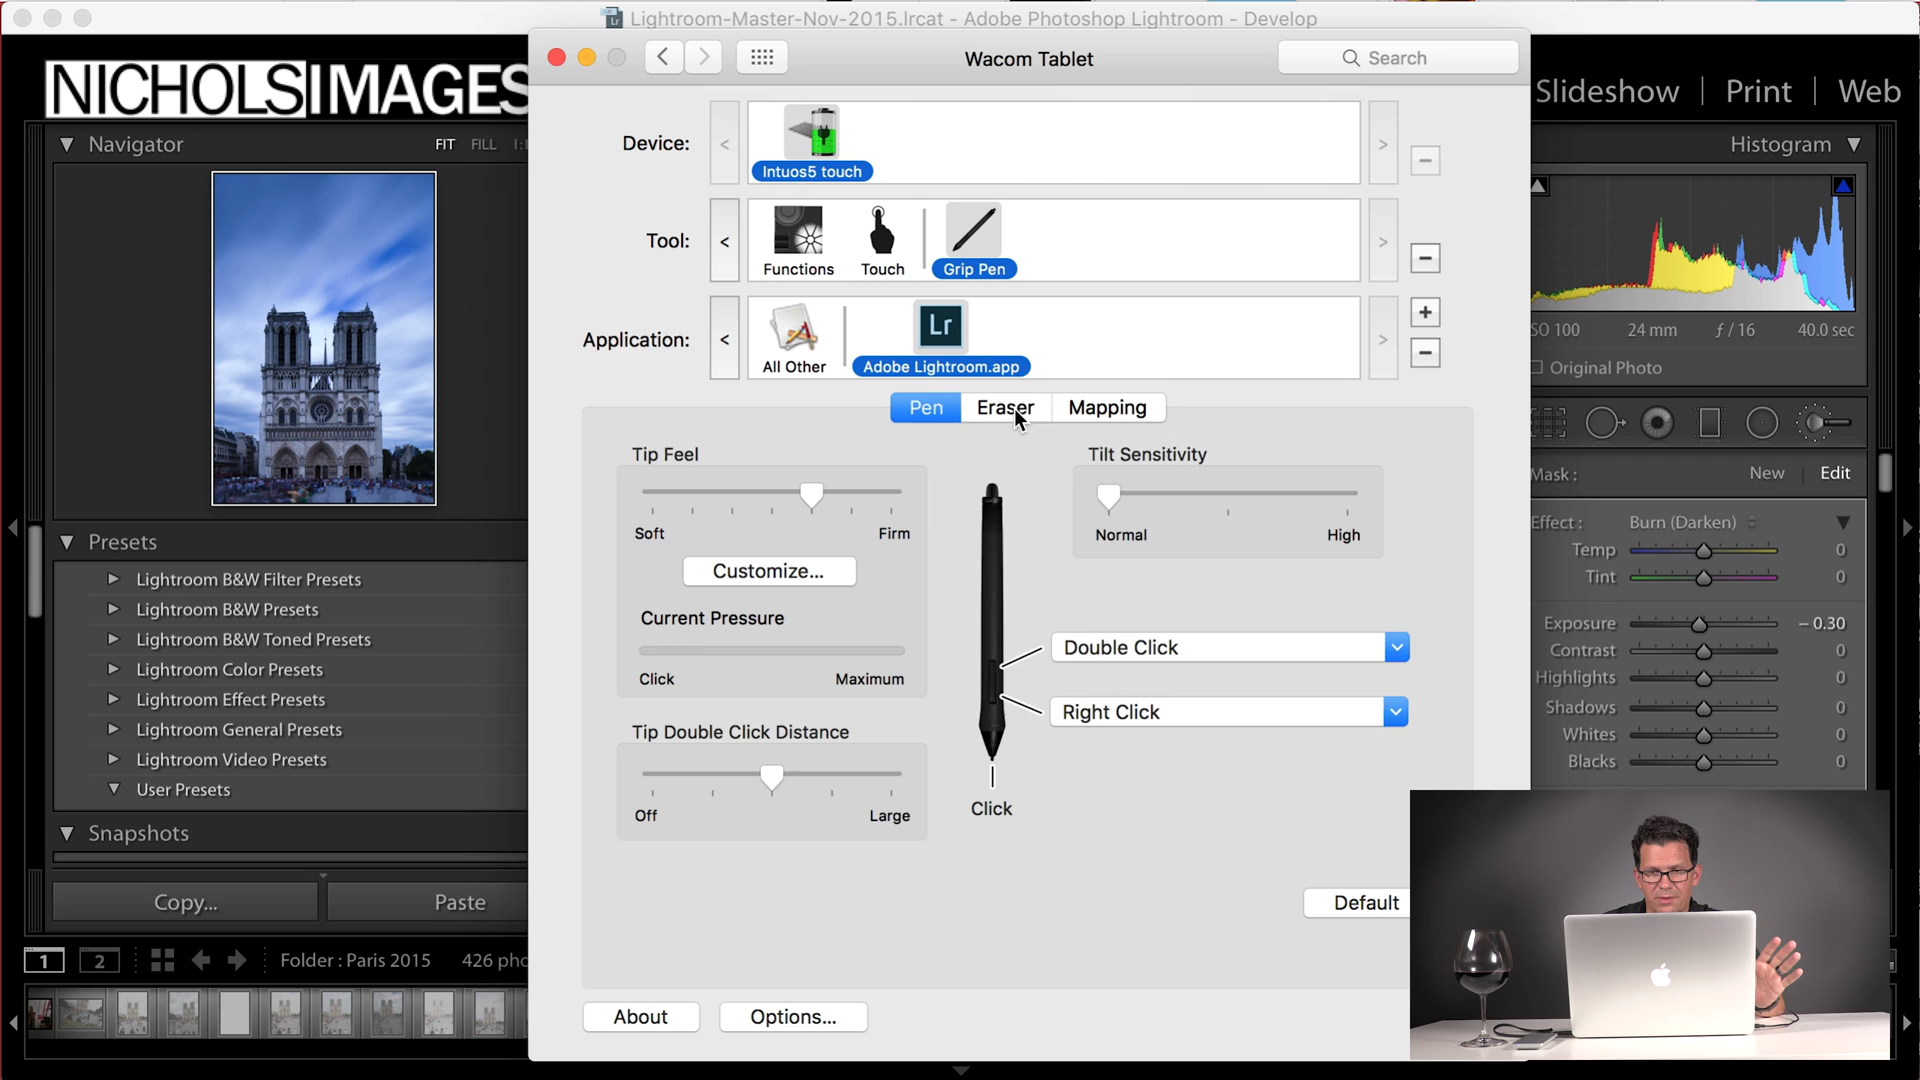 Lightroom-Master-Nov-2015.lrcat - Adobe Photoshop Lightroom - Develop
NICHOLSIMAGES
Slideshow | Print | Web
Navigator
FIT FILL
Wacom Tablet
Search
Device:
Intuos5 touch
Tool:
Functions
Touch
Grip Pen
Application:
All Other
Lr
Adobe Lightroom.app
Pen
Eraser
Mapping
Tip Feel
Soft
Firm
Customize...
Current Pressure
Click
Maximum
Tip Double Click Distance
Off
Large
Tilt Sensitivity
Normal
High
Double Click
Right Click
Click
Default
About
Options...
Presets
Lightroom B&W Filter Presets
Lightroom B&W Presets
Lightroom B&W Toned Presets
Lightroom Color Presets
Lightroom Effect Presets
Lightroom General Presets
Lightroom Video Presets
User Presets
Snapshots
Copy...
Paste
1 2
Folder : Paris 2015 426 pho
Histogram
SO 100 24 mm ƒ / 16 40.0 sec
Original Photo
Mask : New Edit
Effect : Burn (Darken)
Temp 0
Tint 0
Exposure – 0.30
Contrast 0
Highlights 0
Shadows 0
Whites 0
Blacks 0